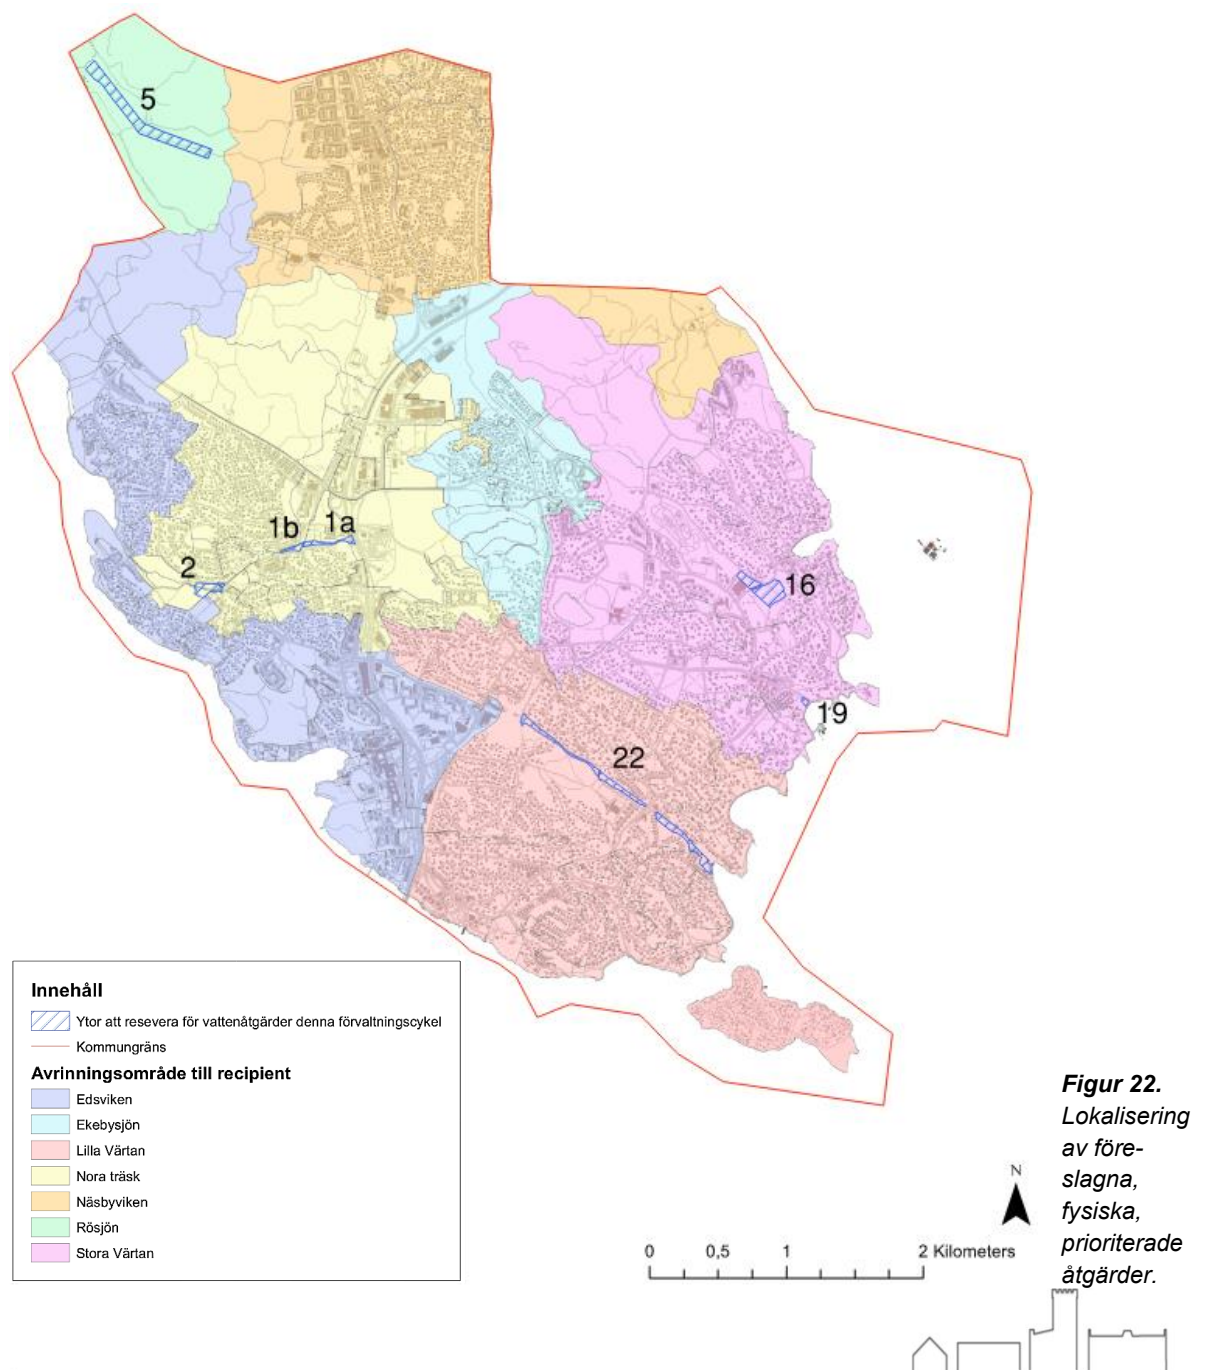 5
1b
1a
2
16
19
22
Innehåll
Ytor att resevera för vattenåtgärder denna förvaltningscykel
Kommungräns
Avrinningsområde till recipient
Edsviken
Ekebysjön
Lilla Värtan
Nora träsk
Näsbyviken
Rösjön
Stora Värtan
Figur 22.
Lokalisering
av före-
slagna,
fysiska,
prioriterade
åtgärder.
N
0 0,5 1 2 Kilometers